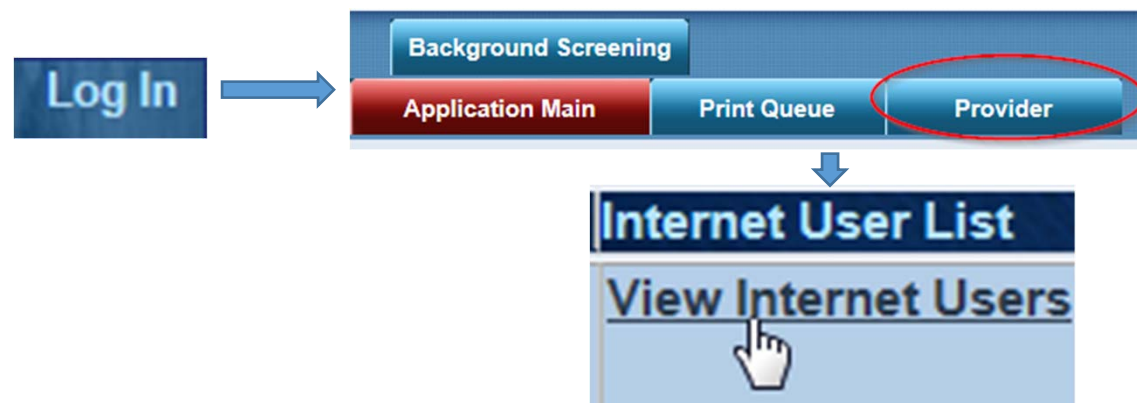 Background Screening
Log In
Application Main Print Queue Provider
Internet User List
View Internet Users